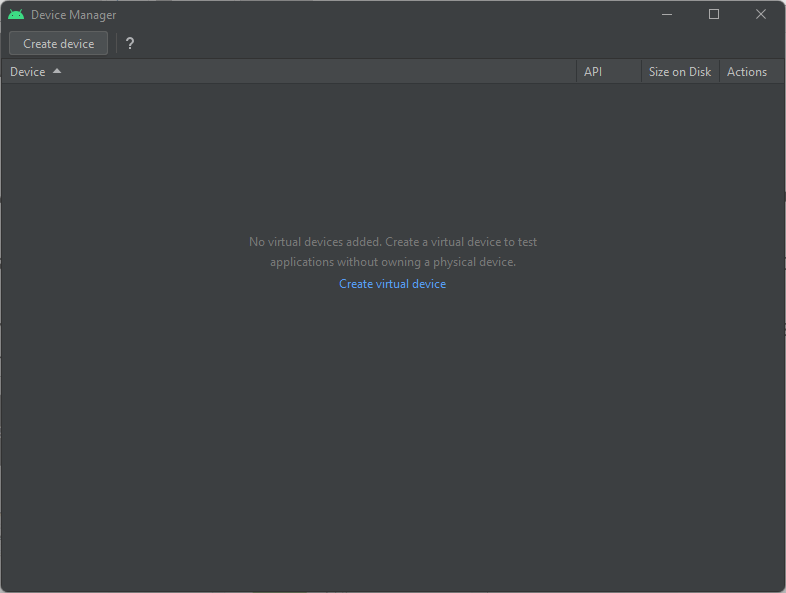 Device Manager
Create device
?
Device API Size on Disk Actions
No virtual devices added. Create a virtual device to test
applications without owning a physical device.
Create virtual device